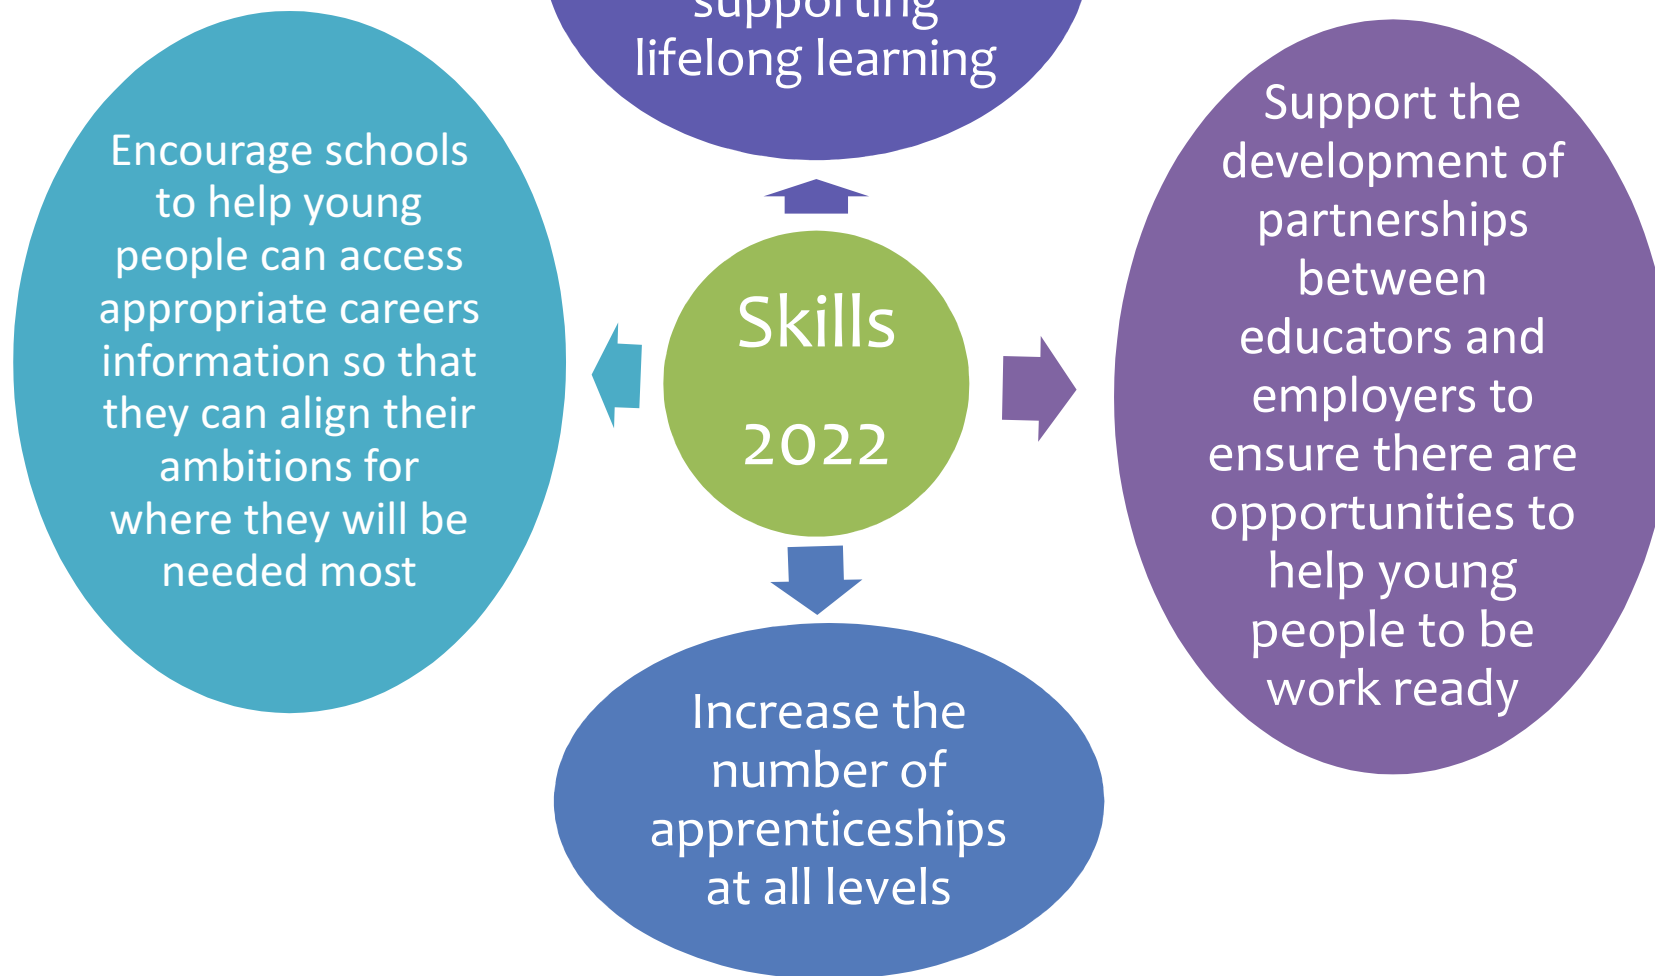 supporting
lifelong learning
Encourage schools
to help young
people can access
appropriate careers
information so that
they can align their
ambitions for
where they will be
needed most
Skills
2022
Support the
development of
partnerships
between
educators and
employers to
ensure there are
opportunities to
help young
people to be
work ready
Increase the
number of
apprenticeships
at all levels